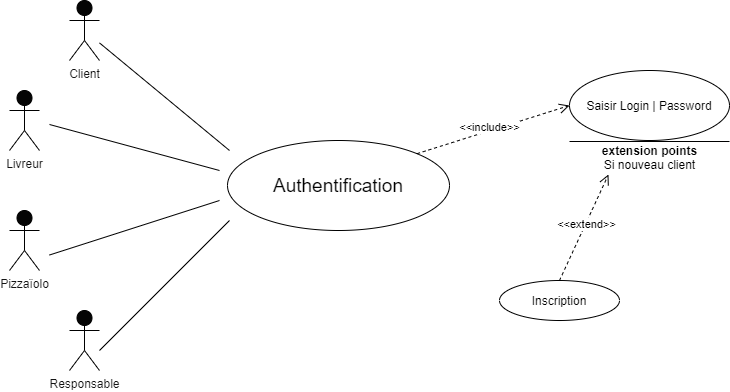 Client
Livreur
Pizzaïolo
Responsable
Authentification
<<include>>
Saisir Login | Password
extension points
Si nouveau client
<<extend>>
Inscription